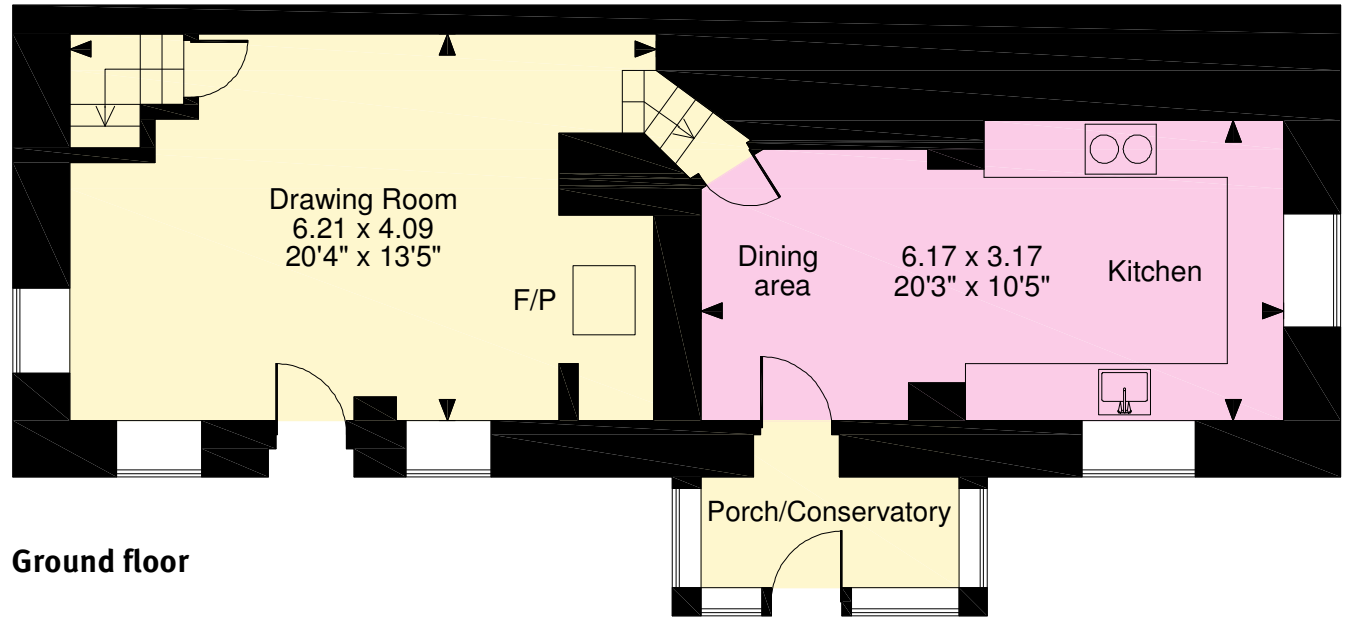 Drawing Room
6.21 x 4.09
20'4" x 13'5"
F/P
Dining
area
6.17 x 3.17
20'3" x 10'5"
Kitchen
Porch/Conservatory
Ground floor